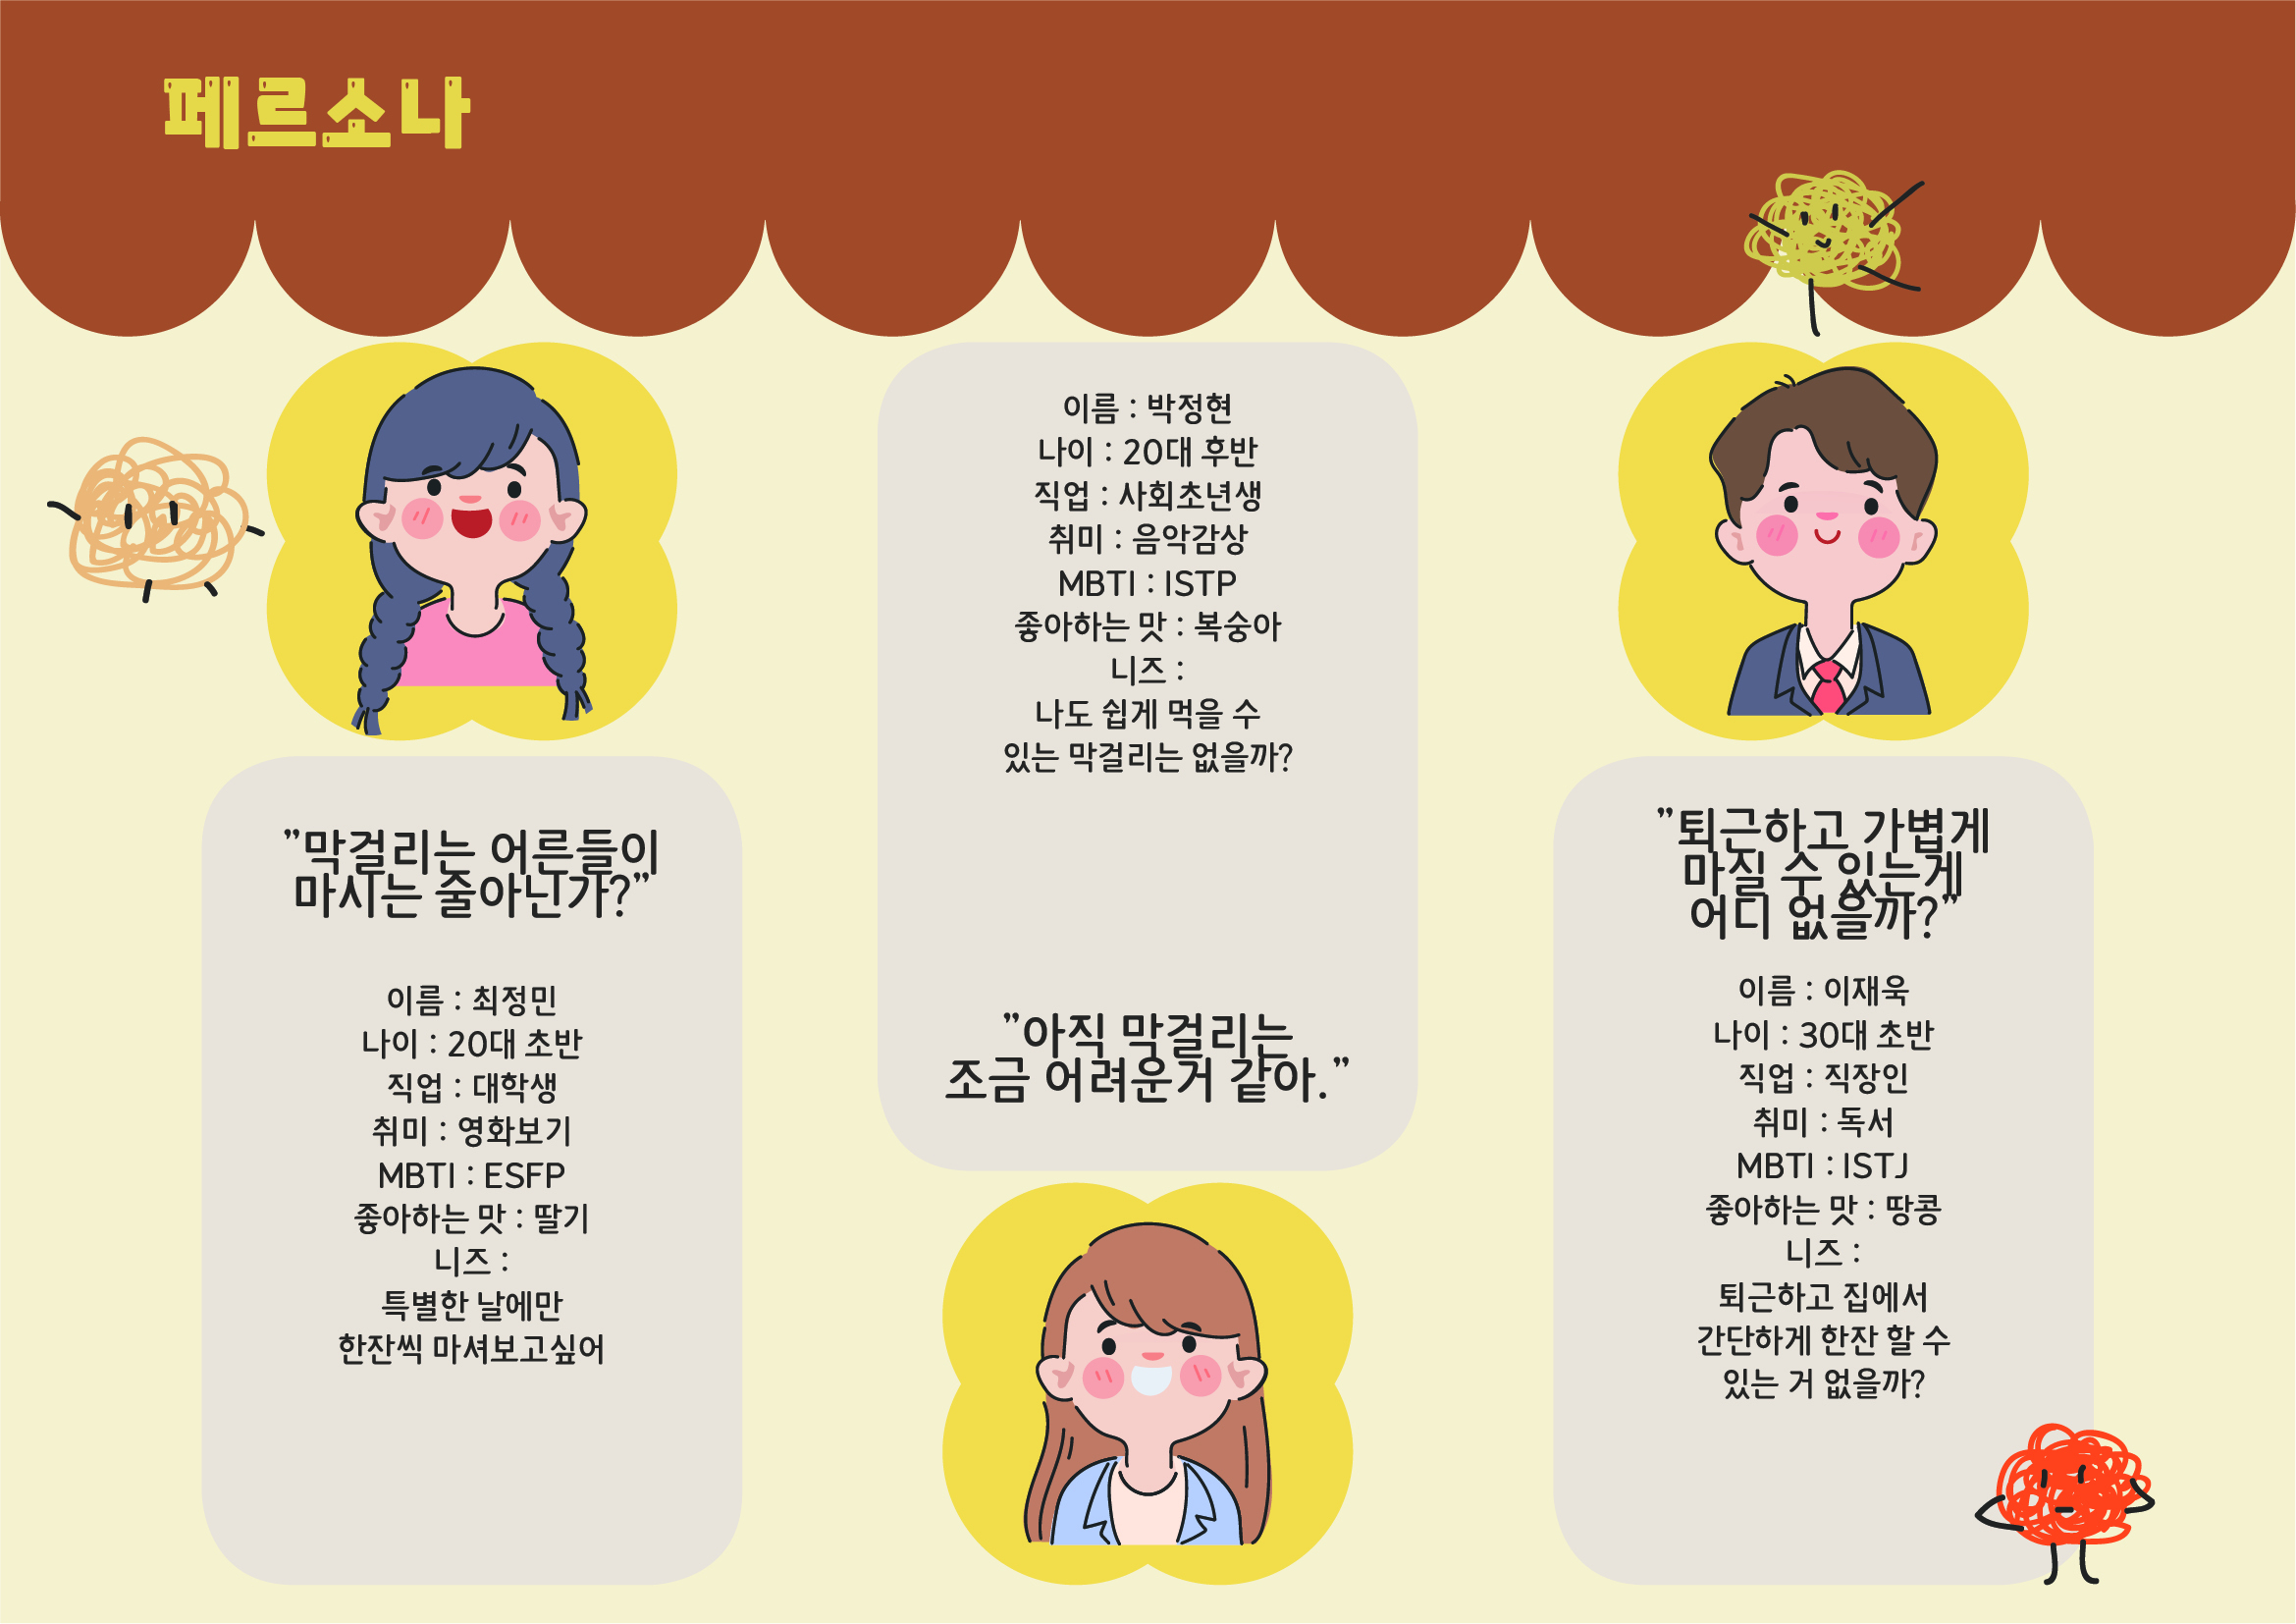 페르소나
”막걸리는 어른들이
마시는 술아닌가?”
이름 : 최정민
나이 : 20대 초반
직업 : 대학생
취미 : 영화보기
MBTI : ESFP
좋아하는 맛 : 딸기
니즈 :
특별한 날에만
한잔씩 마셔보고싶어
이름 : 박정현
나이 : 20대 후반
직업 : 사회초년생
취미 : 음악감상
MBTI : ISTP
좋아하는 맛 : 복숭아
니즈 :
나도 쉽게 먹을 수
있는 막걸리는 없을까?
”아직 막걸리는
조금 어려운거 같아.”
”퇴근하고 가볍게
마실 수 있는게
어디 없을까?”
이름 : 이재욱
나이 : 30대 초반
직업 : 직장인
취미 : 독서
MBTI : ISTJ
좋아하는 맛 : 땅콩
니즈 :
퇴근하고 집에서
간단하게 한잔 할 수
있는 거 없을까?